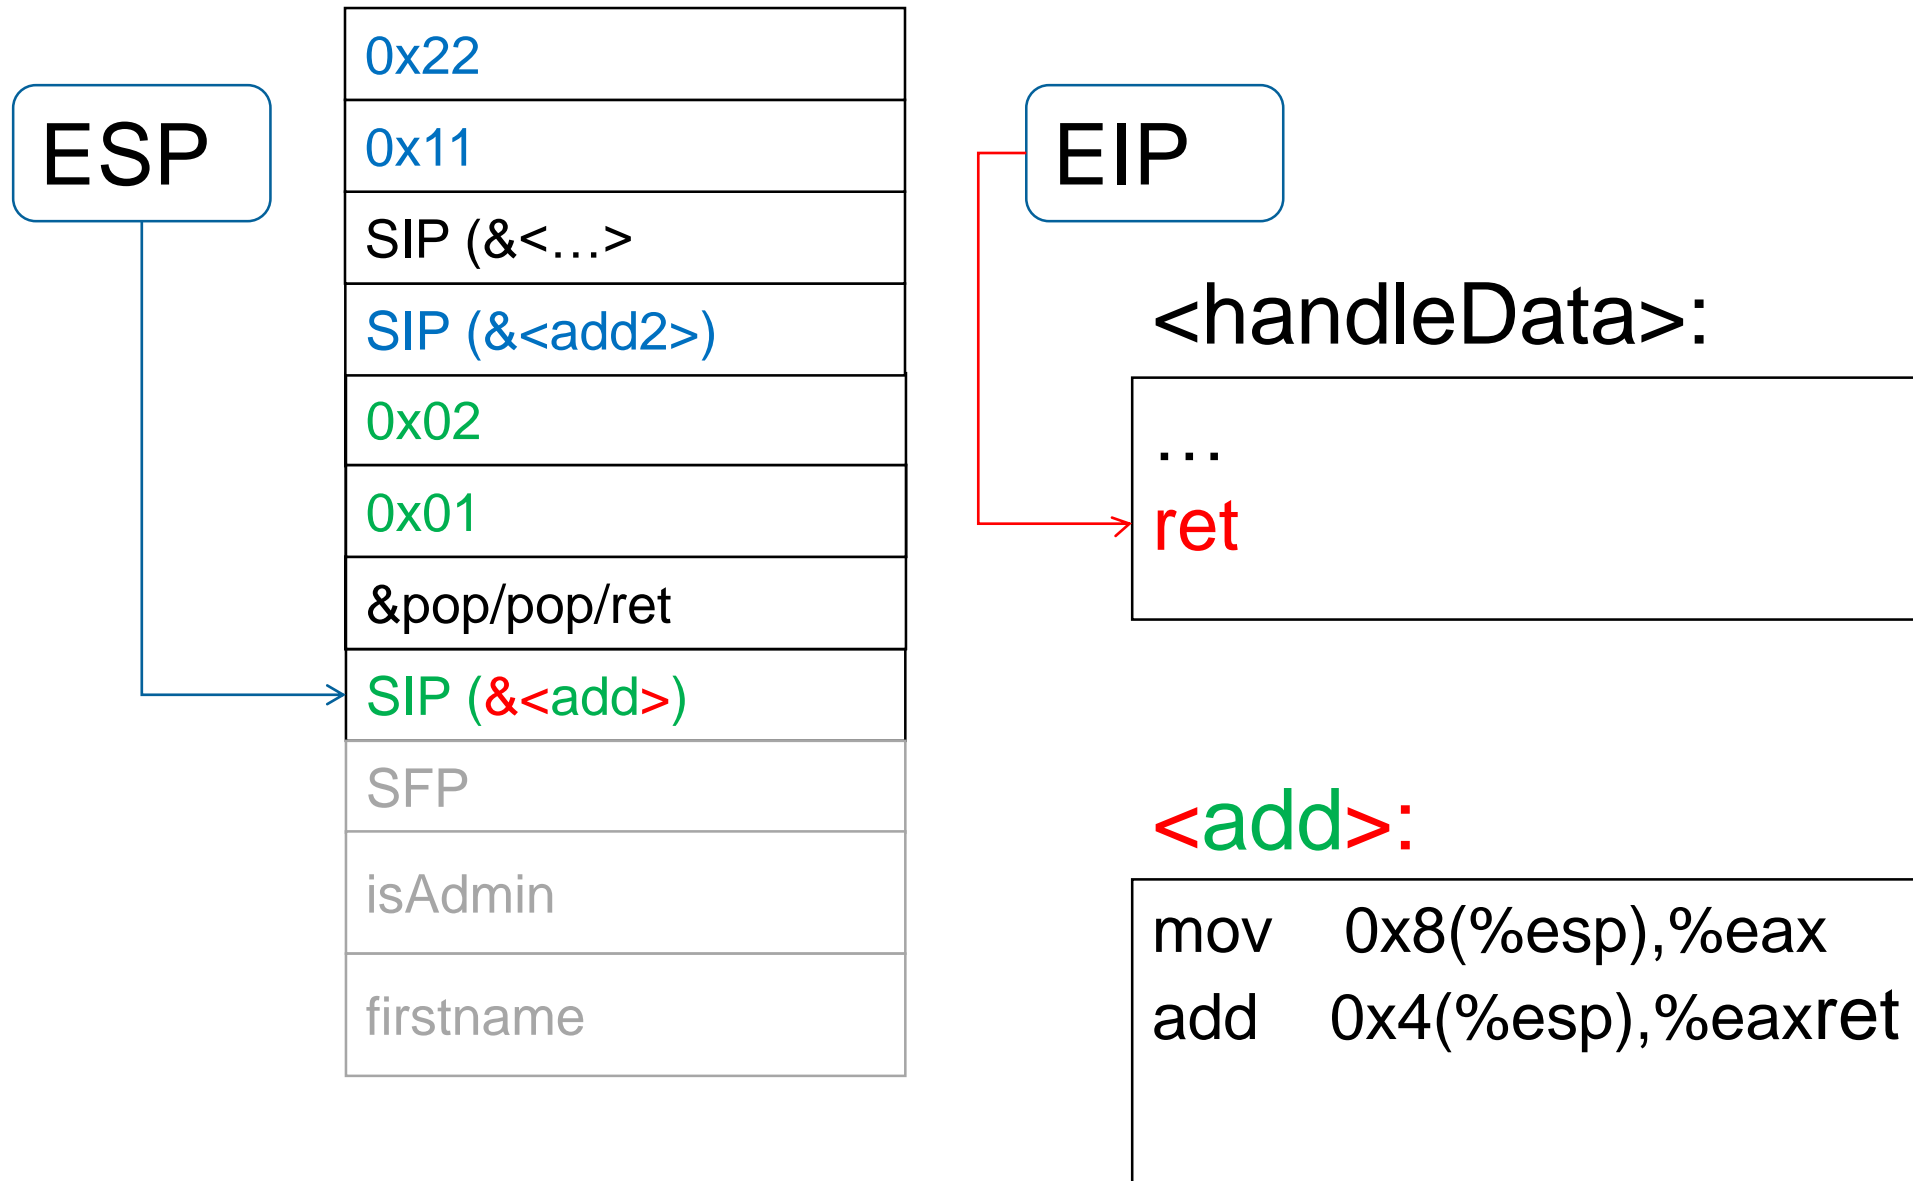 ESP
0x22
0x11
SIP (&<…>
SIP (&<add2>)
0x02
0x01
&pop/pop/ret
SIP (&<add>)
SFP
isAdmin
firstname
EIP
<handleData>:
…
ret
<add>:
mov 0x8(%esp),%eax
add 0x4(%esp),%eaxret